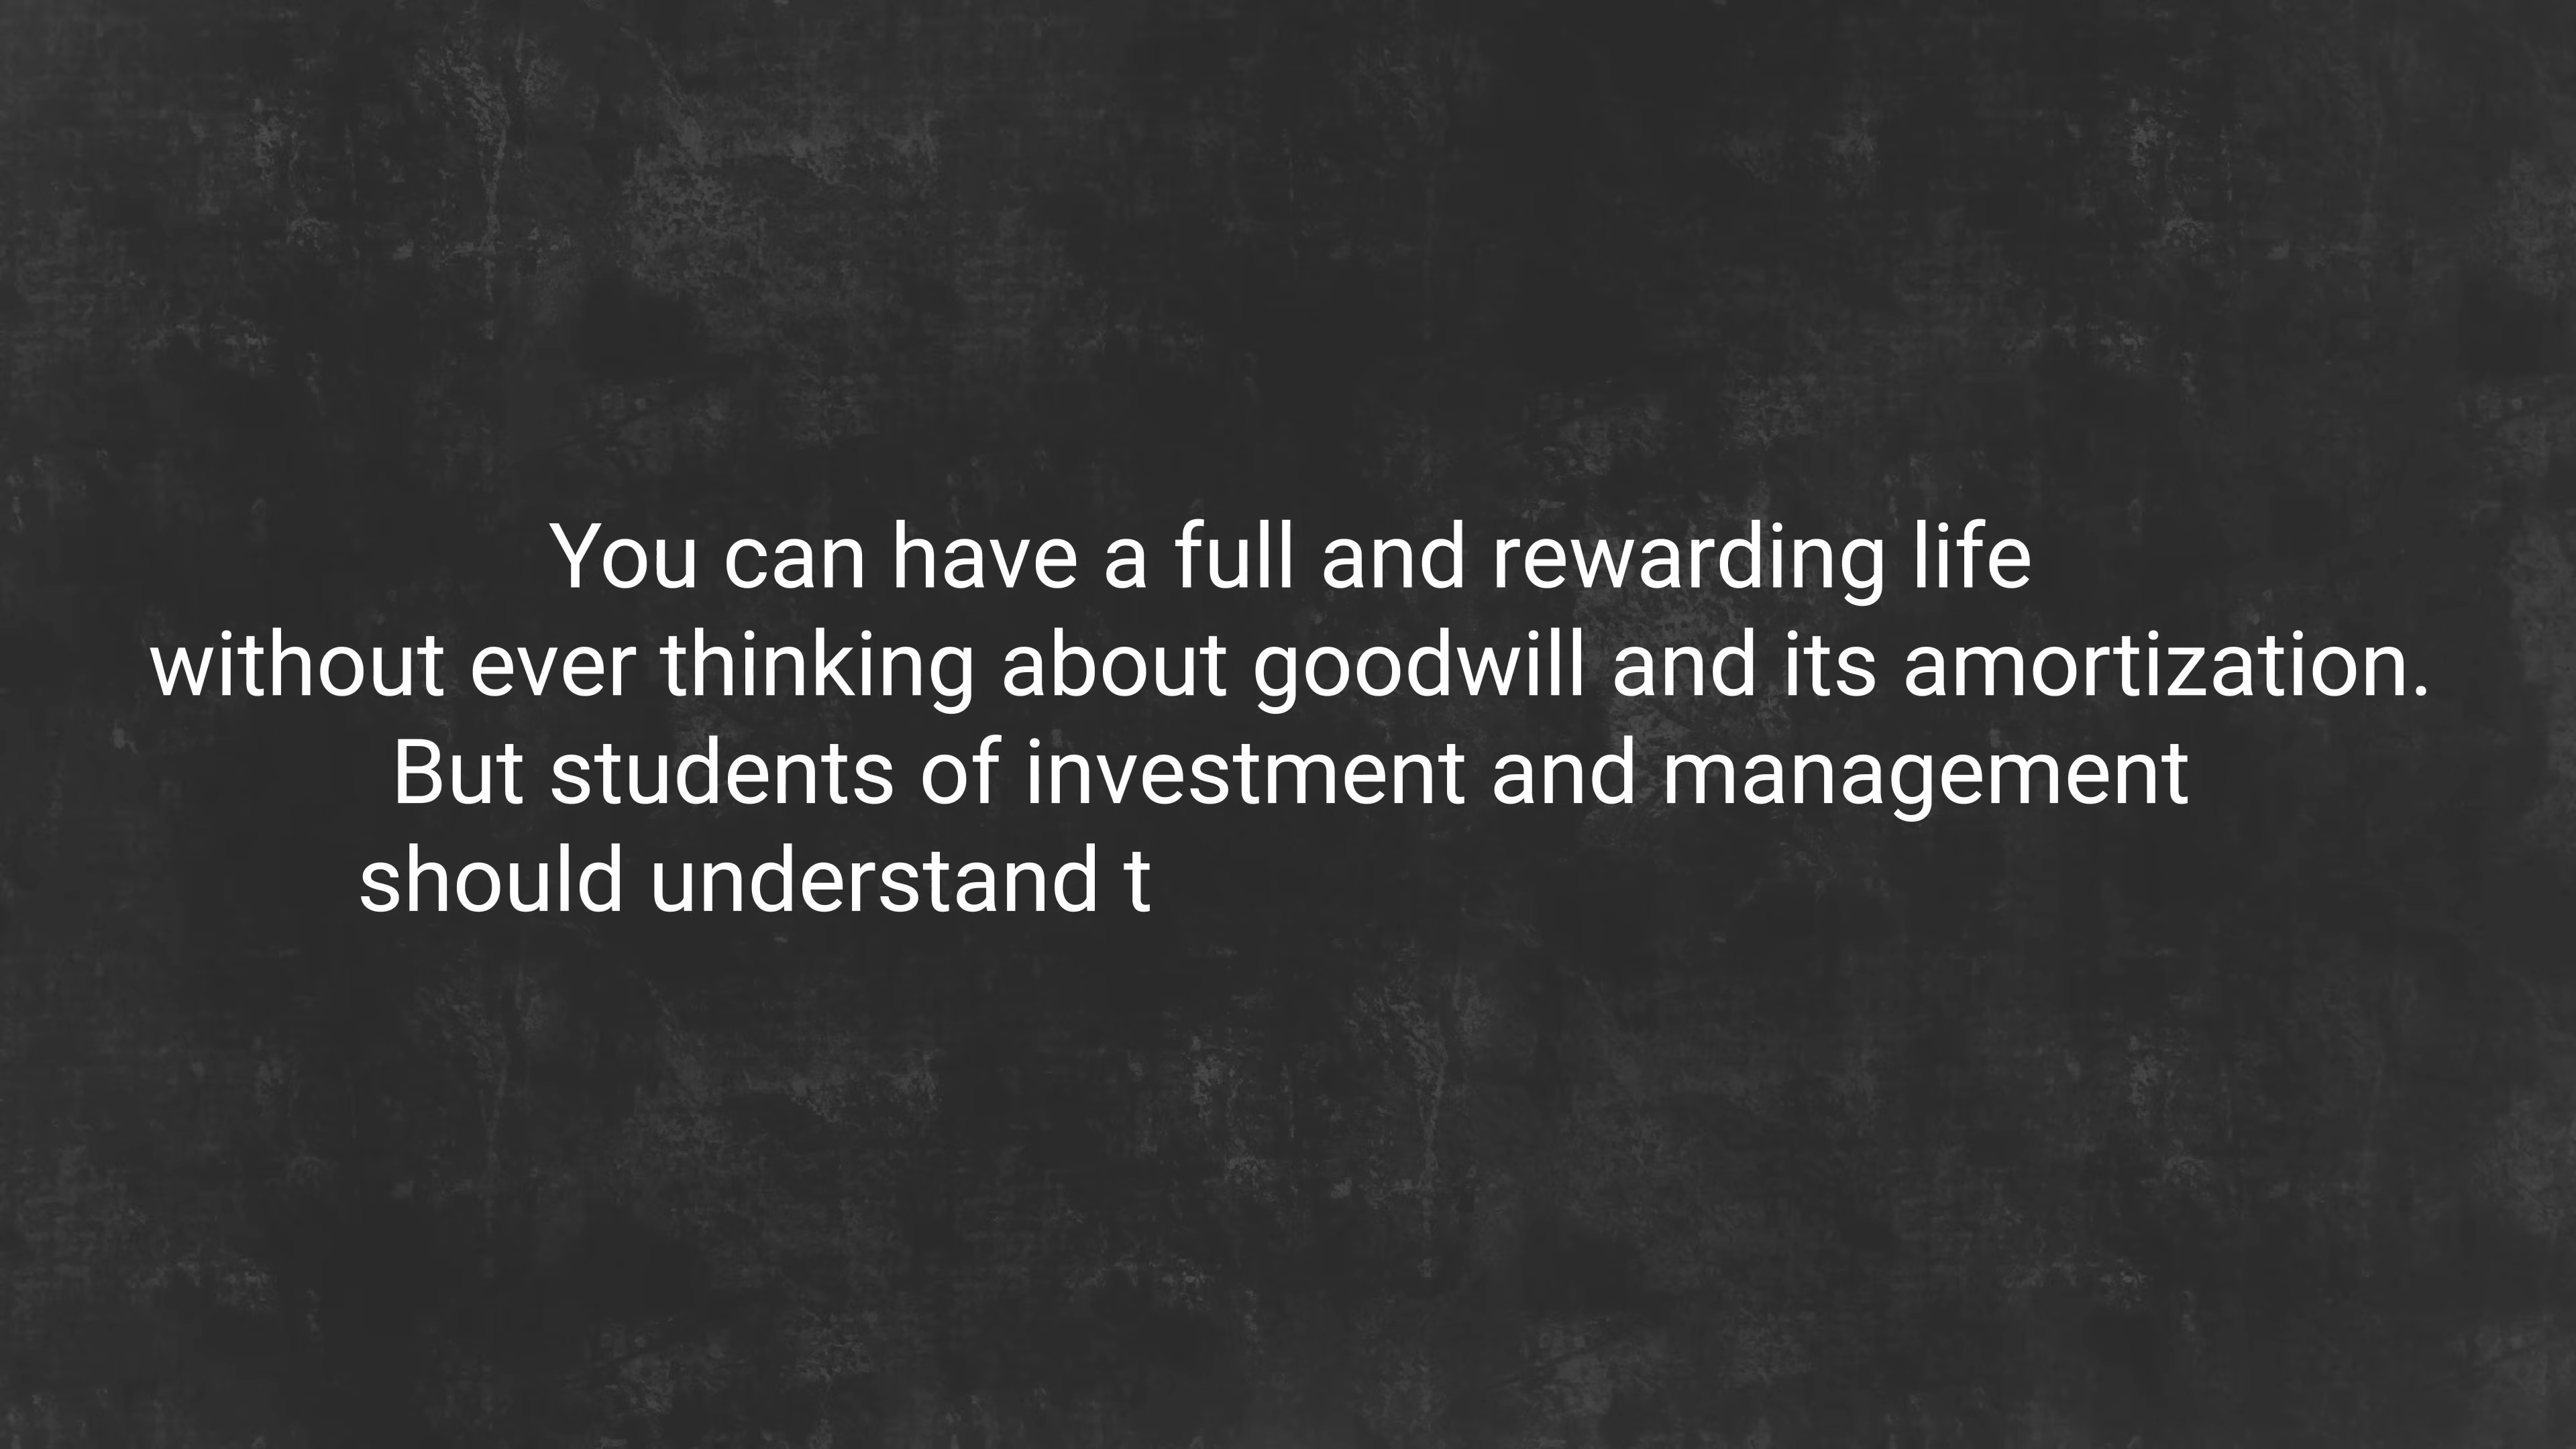 You can have a full and rewarding life
without ever thinking about goodwill and its amortization.
But students of investment and management
should understand t